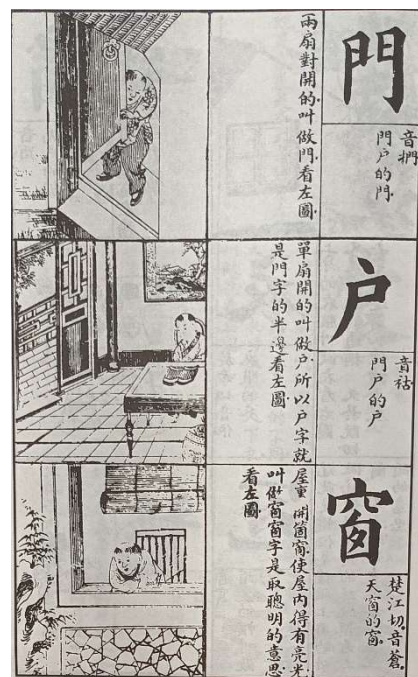 門
音捫
門户的門
兩扇對開的叫做門看左圖
户
音祜
門户的户
單扇開的叫做户所以户字就
是門字的半邊看左圖
窗
楚江切音蒼
天窗的窗
屋裏開箇窗使屋内得有亮光
叫做窗窗字是取聰明的意思
看左圖